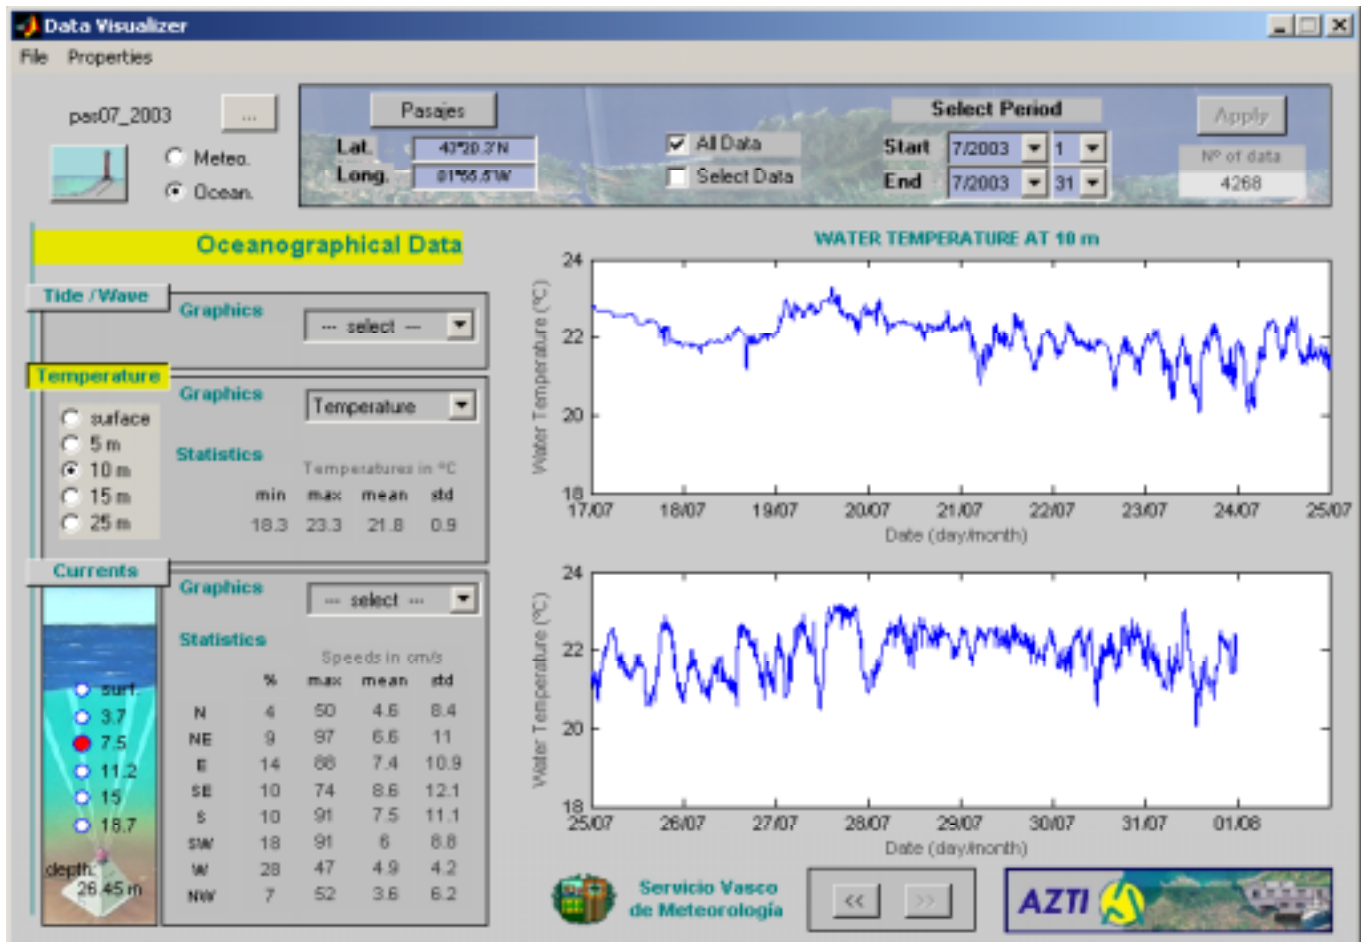 Data Visualizer
File Properties
pas07_2003 ...
Meteo.
Ocean.
Pasajes
Lat. 43°20.3'N
Long. 01°55.5'W
All Data
Select Data
Select Period
Start 7/2003 1
End 7/2003 31
Apply
Nº of data
4268
Oceanographical Data
Tide / Wave
Graphics
--- select ---
Temperature
Graphics
Temperature
surface
5 m
10 m
15 m
25 m
Statistics
Temperatures in ºC
min max mean std
18.3 23.3 21.8 0.9
Currents
Graphics
--- select ---
Statistics
Speeds in cm/s
% max mean std
N 4 50 4.6 8.4
NE 9 97 6.6 11
E 14 88 7.4 10.9
SE 10 74 8.6 12.1
S 10 91 7.5 11.1
SW 18 91 6 8.8
W 28 47 4.9 4.2
NW 7 52 3.6 6.2
surf.
3.7
7.5
11.2
15
18.7
depth:
26.45 m
WATER TEMPERATURE AT 10 m
Water Temperature (ºC)
24
22
20
18
17/07 18/07 19/07 20/07 21/07 22/07 23/07 24/07 25/07
Date (day/month)
Water Temperature (ºC)
24
22
20
18
25/07 26/07 27/07 28/07 29/07 30/07 31/07 01/08
Date (day/month)
Servicio Vasco
de Meteorología
<< >>
AZTI